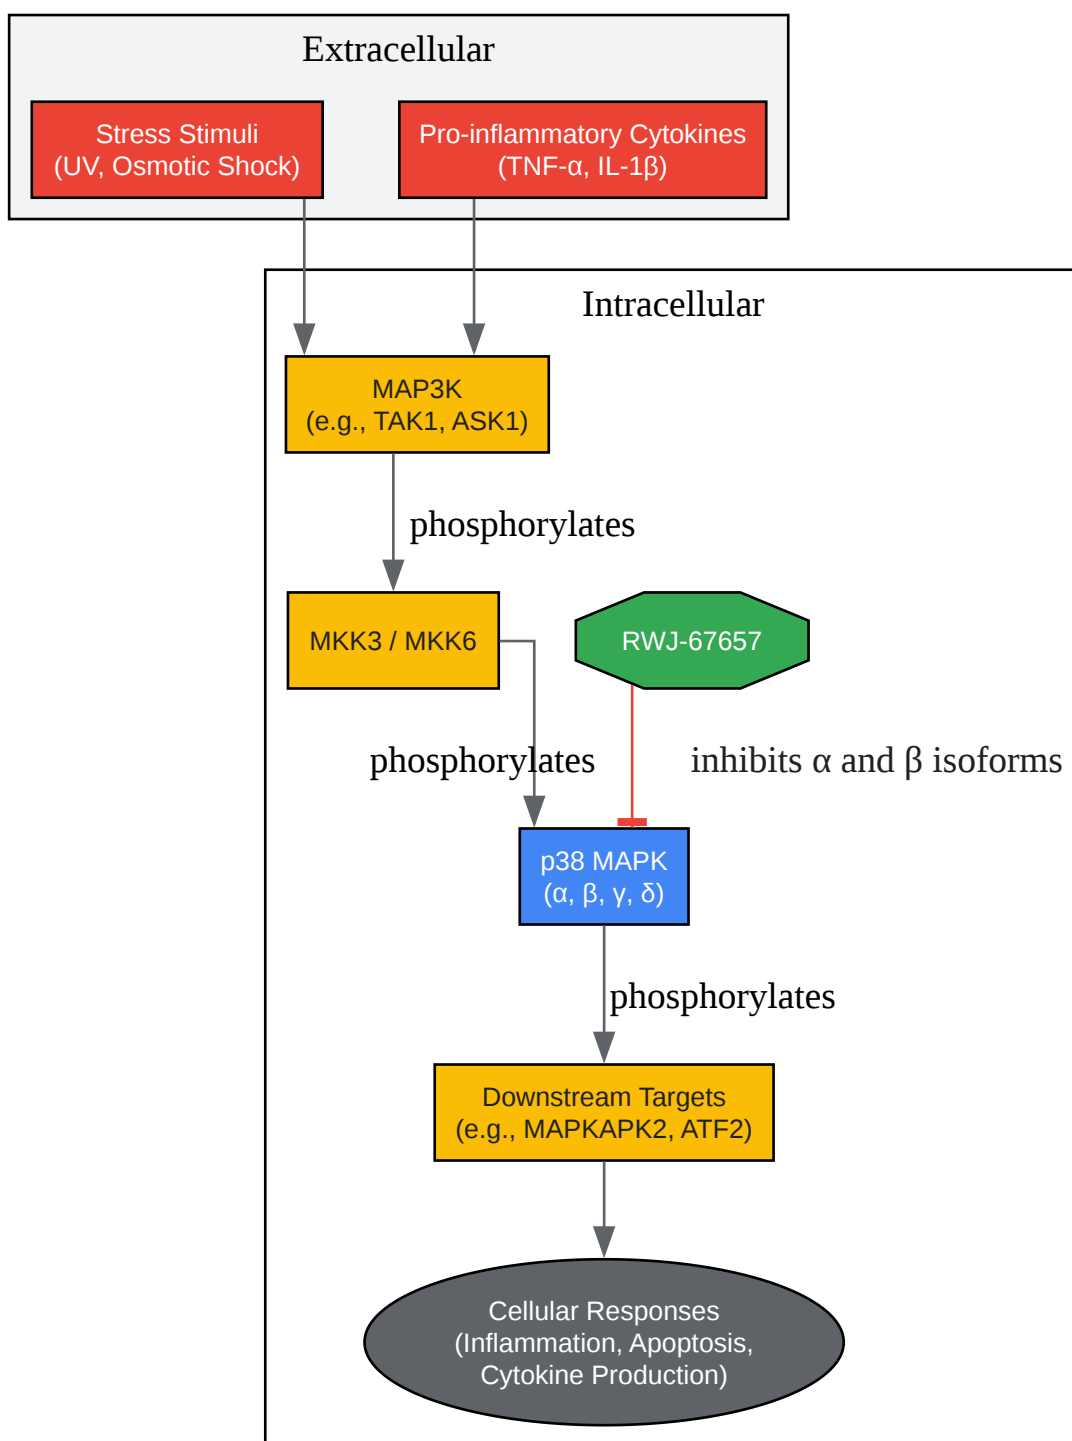 Extracellular
Stress Stimuli
(UV, Osmotic Shock)
Pro-inflammatory Cytokines
(TNF-α, IL-1β)
Intracellular
MAP3K
(e.g., TAK1, ASK1)
phosphorylates
MKK3 / MKK6
RWJ-67657
phosphorylates
inhibits α and β isoforms
p38 MAPK
(α, β, γ, δ)
phosphorylates
Downstream Targets
(e.g., MAPKAPK2, ATF2)
Cellular Responses
(Inflammation, Apoptosis,
Cytokine Production)